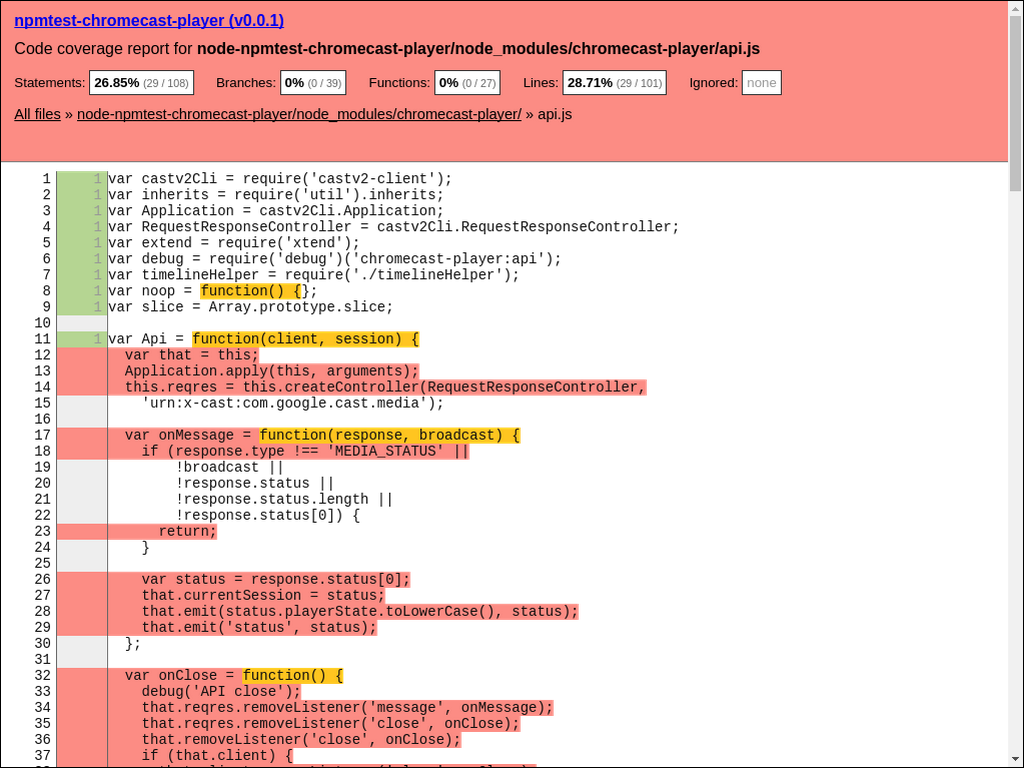 npmtest-chromecast-player (v0.0.1)
Code coverage report for node-npmtest-chromecast-player/node_modules/chromecast-player/api.js
Statements: 26.85% (29 / 108) Branches: 0% (0 / 39) Functions: 0% (0 / 27) Lines: 28.71% (29 / 101) Ignored: none
All files » node-npmtest-chromecast-player/node_modules/chromecast-player/ » api.js
1 1 var castv2Cli = require('castv2-client');
2 1 var inherits = require('util').inherits;
3 1 var Application = castv2Cli.Application;
4 1 var RequestResponseController = castv2Cli.RequestResponseController;
5 1 var extend = require('xtend');
6 1 var debug = require('debug')('chromecast-player:api');
7 1 var timelineHelper = require('./timelineHelper');
8 1 var noop = function() {};
9 1 var slice = Array.prototype.slice;
10
11 1 var Api = function(client, session) {
12 var that = this;
13 Application.apply(this, arguments);
14 this.reqres = this.createController(RequestResponseController,
15 'urn:x-cast:com.google.cast.media');
16
17 var onMessage = function(response, broadcast) {
18 if (response.type !== 'MEDIA_STATUS' ||
19 !broadcast ||
20 !response.status ||
21 !response.status.length ||
22 !response.status[0]) {
23 return;
24 }
25
26 var status = response.status[0];
27 that.currentSession = status;
28 that.emit(status.playerState.toLowerCase(), status);
29 that.emit('status', status);
30 };
31
32 var onClose = function() {
33 debug('API close');
34 that.reqres.removeListener('message', onMessage);
35 that.reqres.removeListener('close', onClose);
36 that.removeListener('close', onClose);
37 if (that.client) {